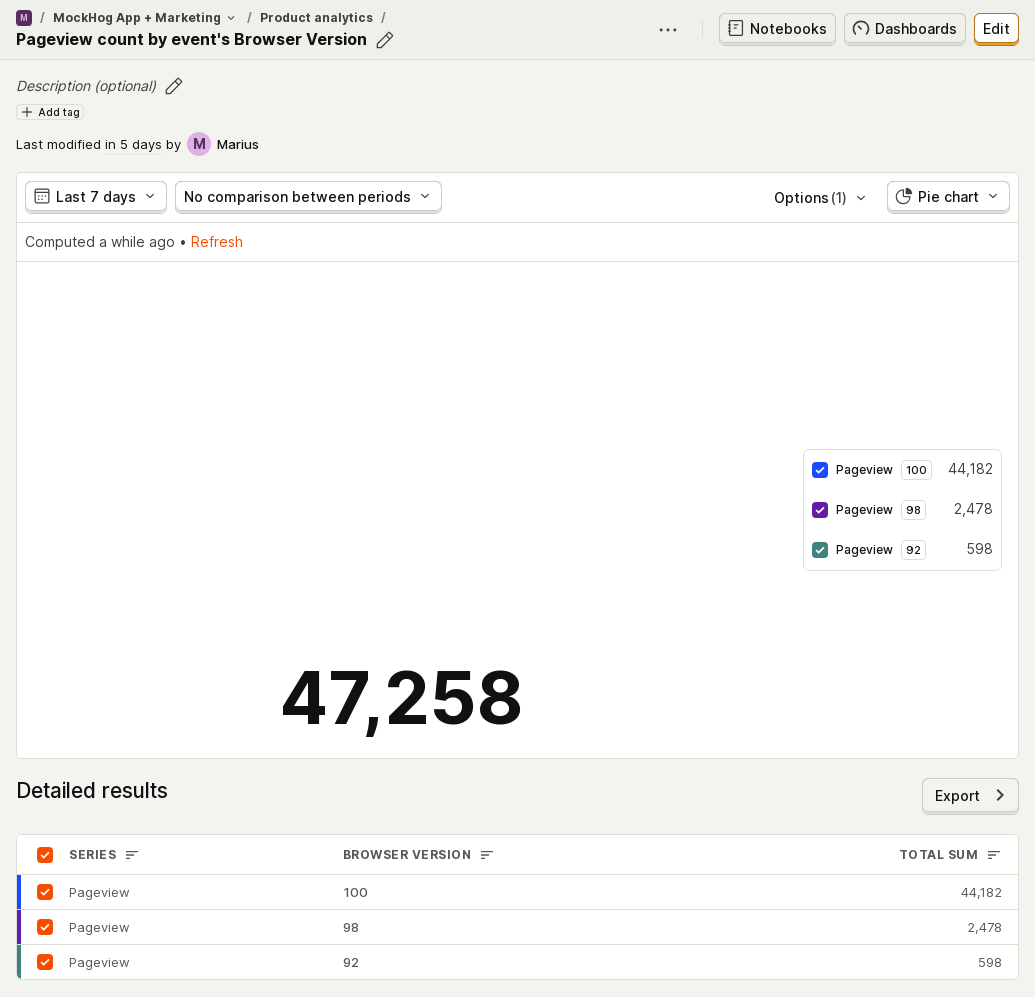 M / MockHog App + Marketing / Product analytics /
Pageview count by event's Browser Version
Notebooks
Dashboards
Edit
Description (optional)
Add tag
Last modified in 5 days by M Marius
Last 7 days
No comparison between periods
Options (1)
Pie chart
Computed a while ago • Refresh
Pageview 100 44,182
Pageview 98 2,478
Pageview 92 598
47,258
Detailed results
Export
SERIES BROWSER VERSION TOTAL SUM
Pageview 100 44,182
Pageview 98 2,478
Pageview 92 598